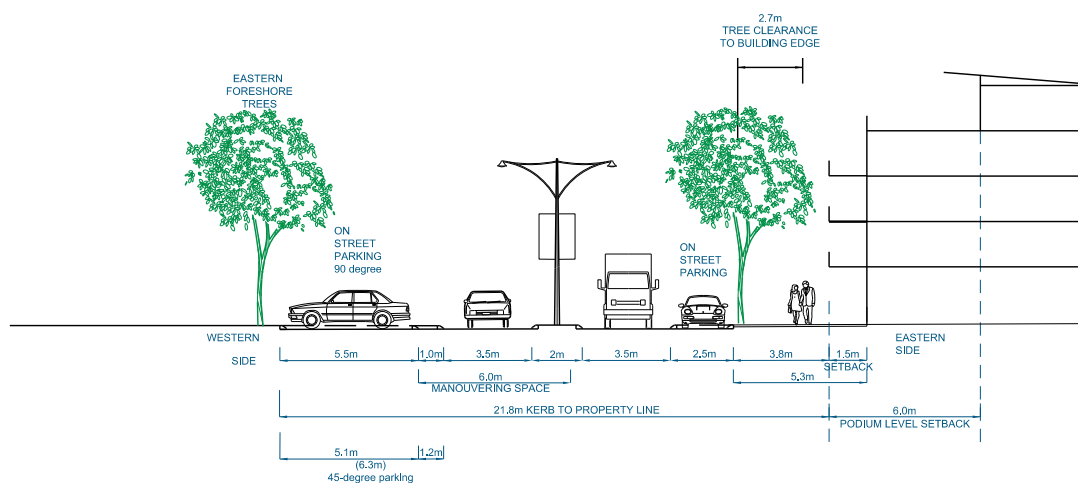 2.7m
TREE CLEARANCE
TO BUILDING EDGE
EASTERN
FORESHORE
TREES
ON
STREET
PARKING
90 degree
ON
STREET
PARKING
WESTERN
SIDE
EASTERN
SIDE
5.5m
1.0m
3.5m
2m
3.5m
2.5m
3.8m
1.5m
SETBACK
6.0m
MANOUVERING SPACE
5.3m
21.8m KERB TO PROPERTY LINE
6.0m
PODIUM LEVEL SETBACK
5.1m
1.2m
(6.3m)
45-degree parking